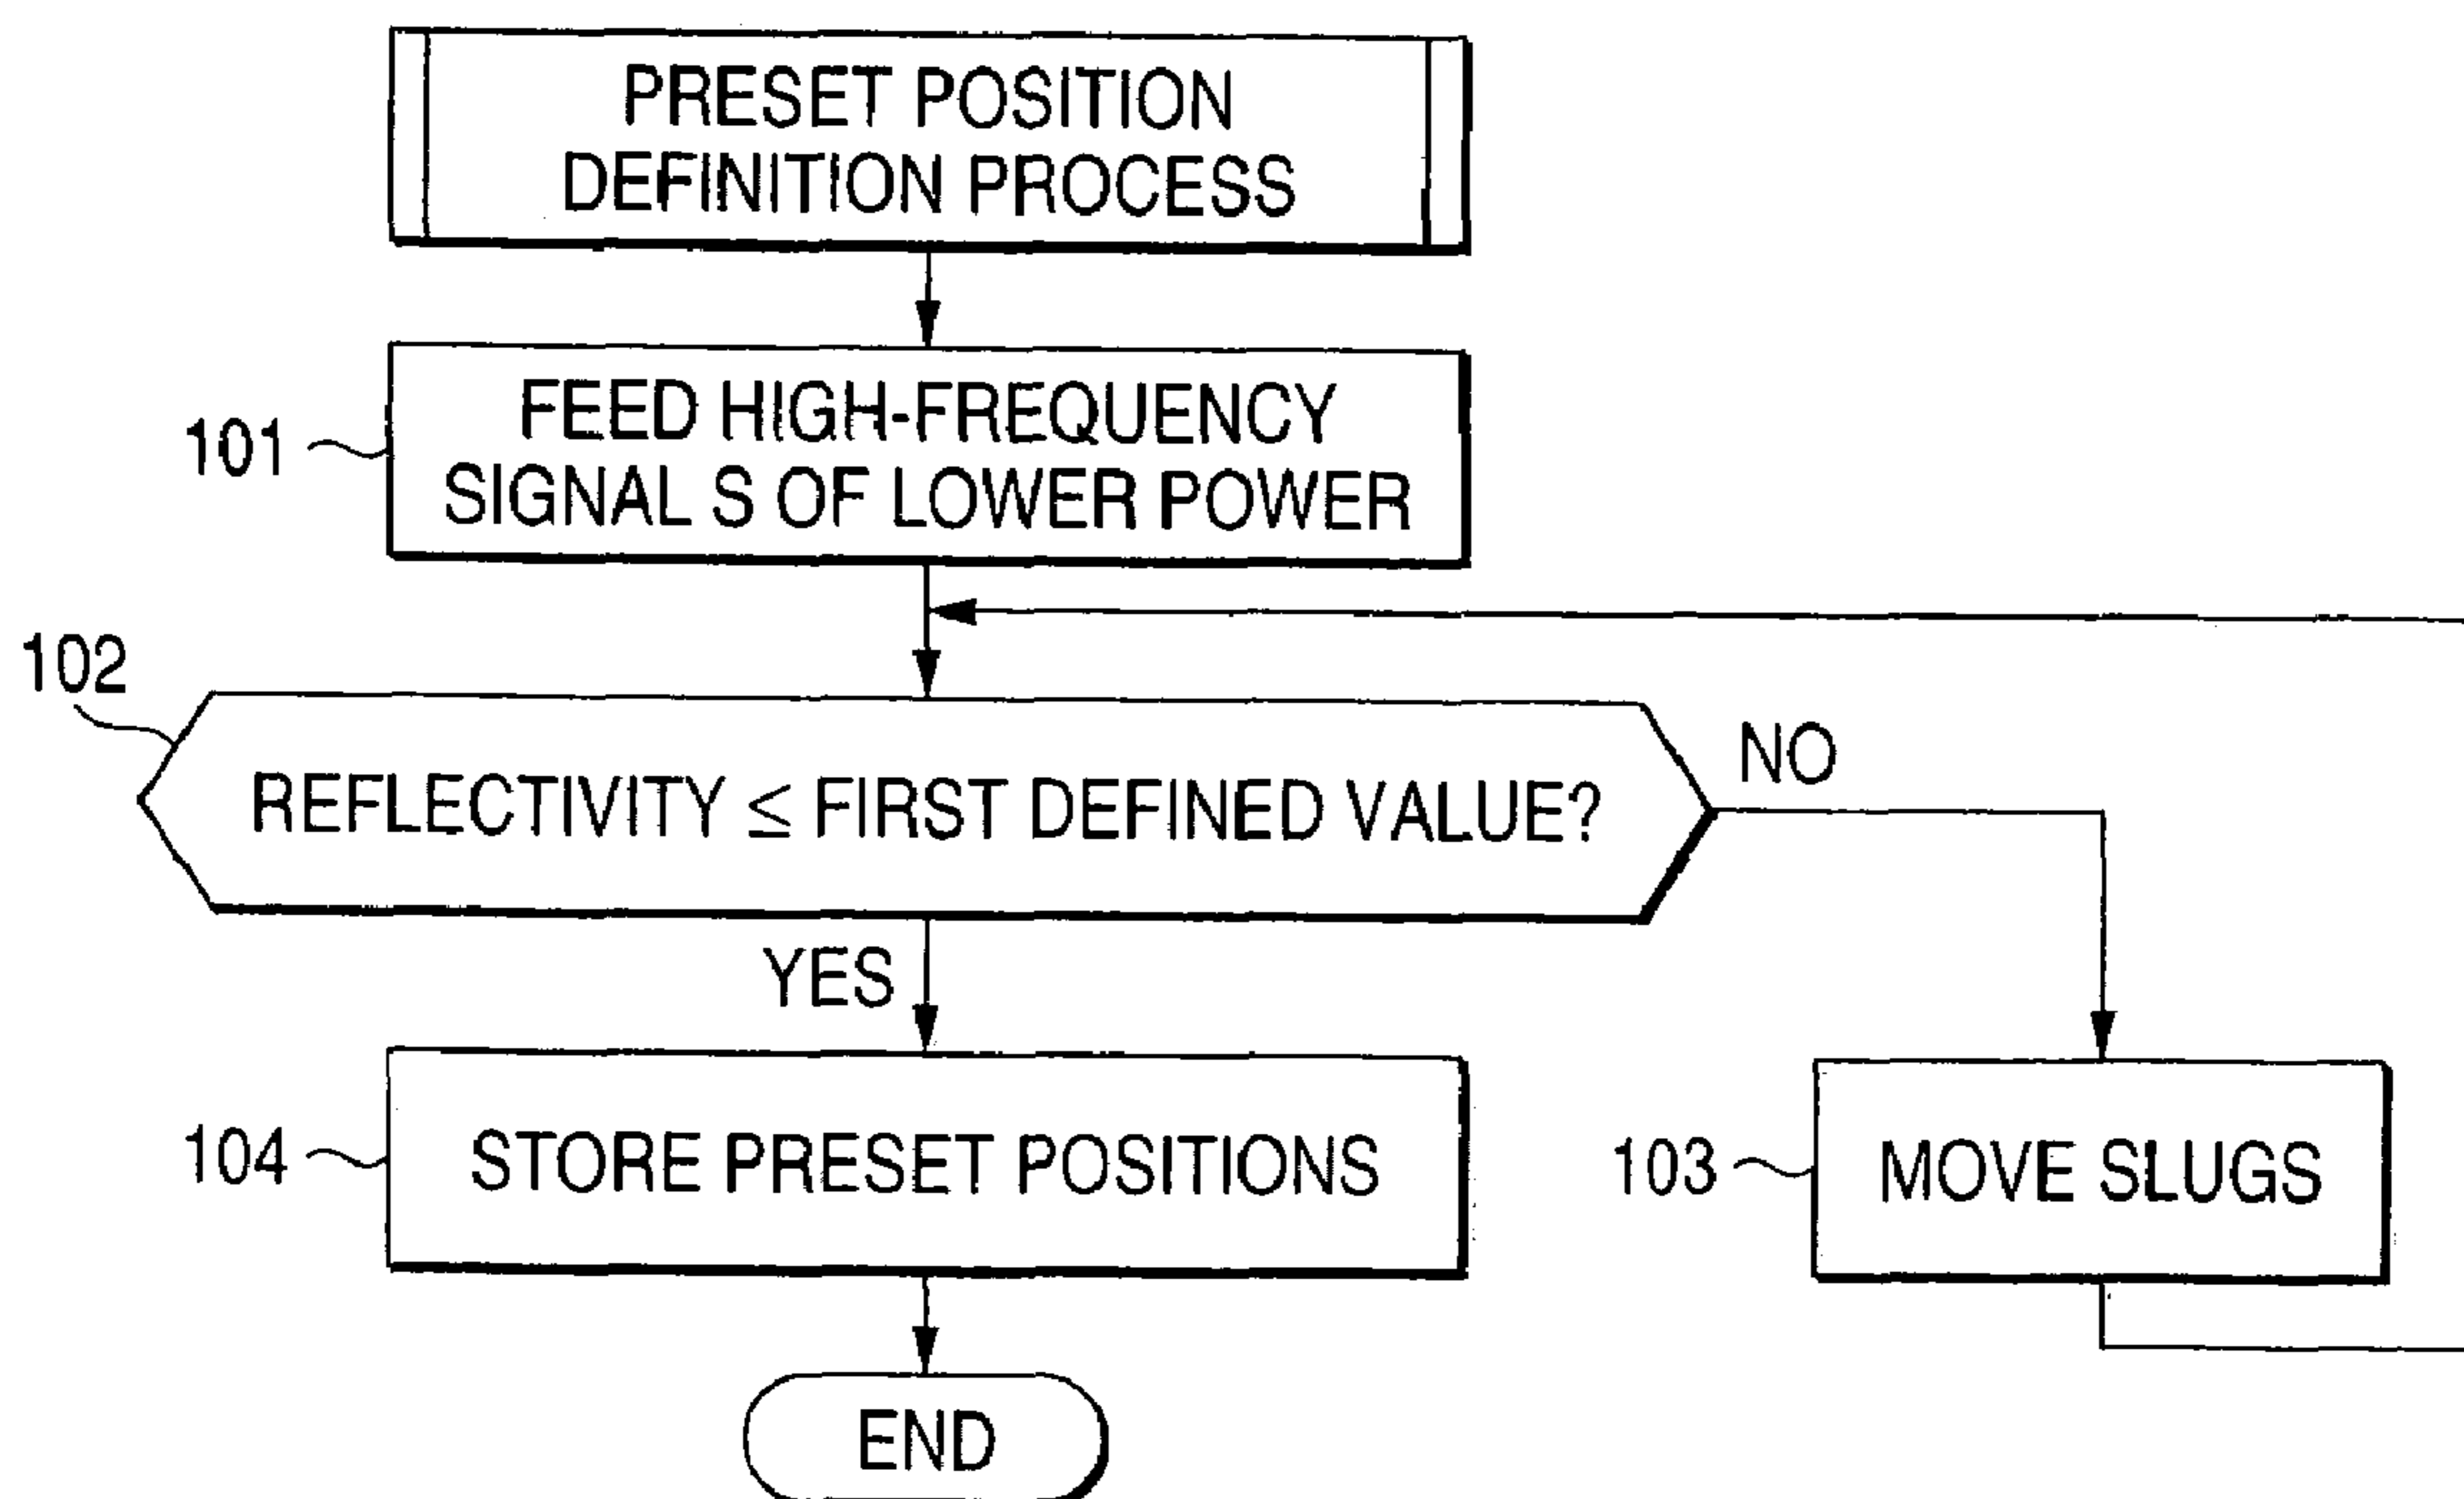 PRESET POSITION
DEFINITION PROCESS
101
FEED HIGH-FREQUENCY
SIGNAL S OF LOWER POWER
102
REFLECTIVITY ≤ FIRST DEFINED VALUE?
NO
YES
104
STORE PRESET POSITIONS
103
MOVE SLUGS
END